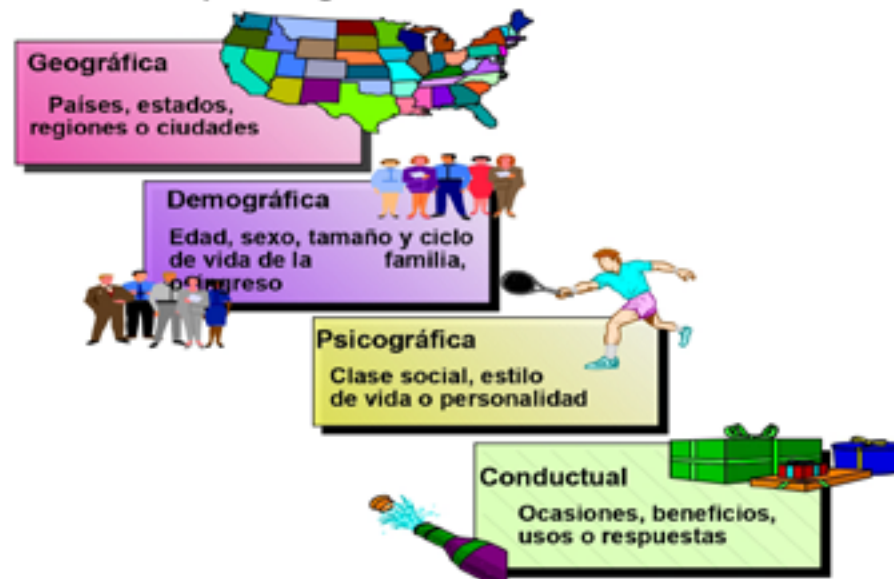 Geográfica
Países, estados,
regiones o ciudades
Demográfica
Edad, sexo, tamaño y ciclo
de vida de la familia,
o ingreso
Psicográfica
Clase social, estilo
de vida o personalidad
Conductual
Ocasiones, beneficios,
usos o respuestas